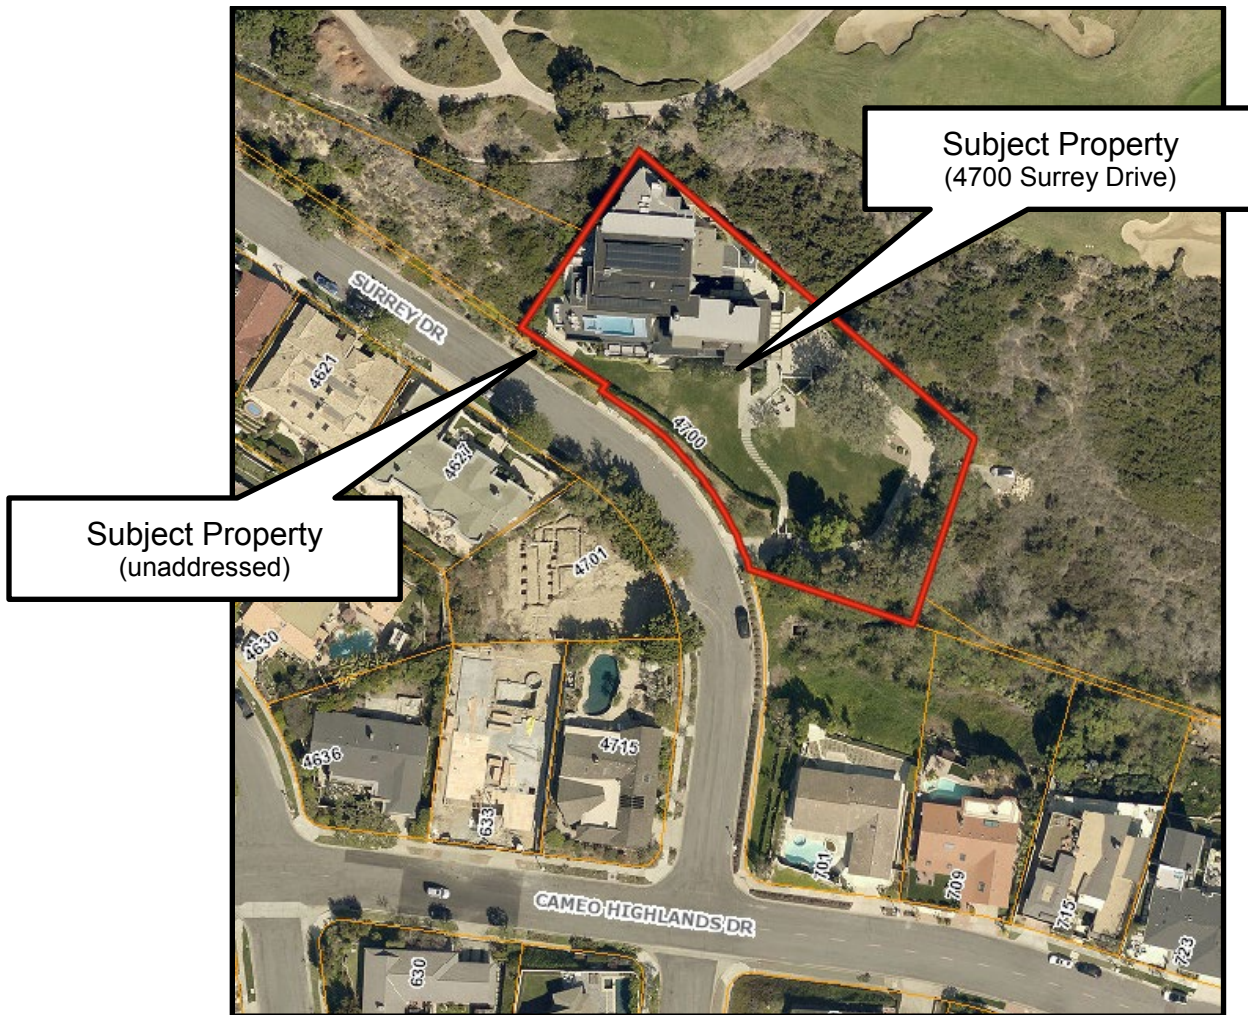 Subject Property
(4700 Surrey Drive)
SURREY DR
4621
4627
4700
Subject Property
(unaddressed)
4701
4630
4636
633
4715
701
709
715
723
CAMEO HIGHLANDS DR
630